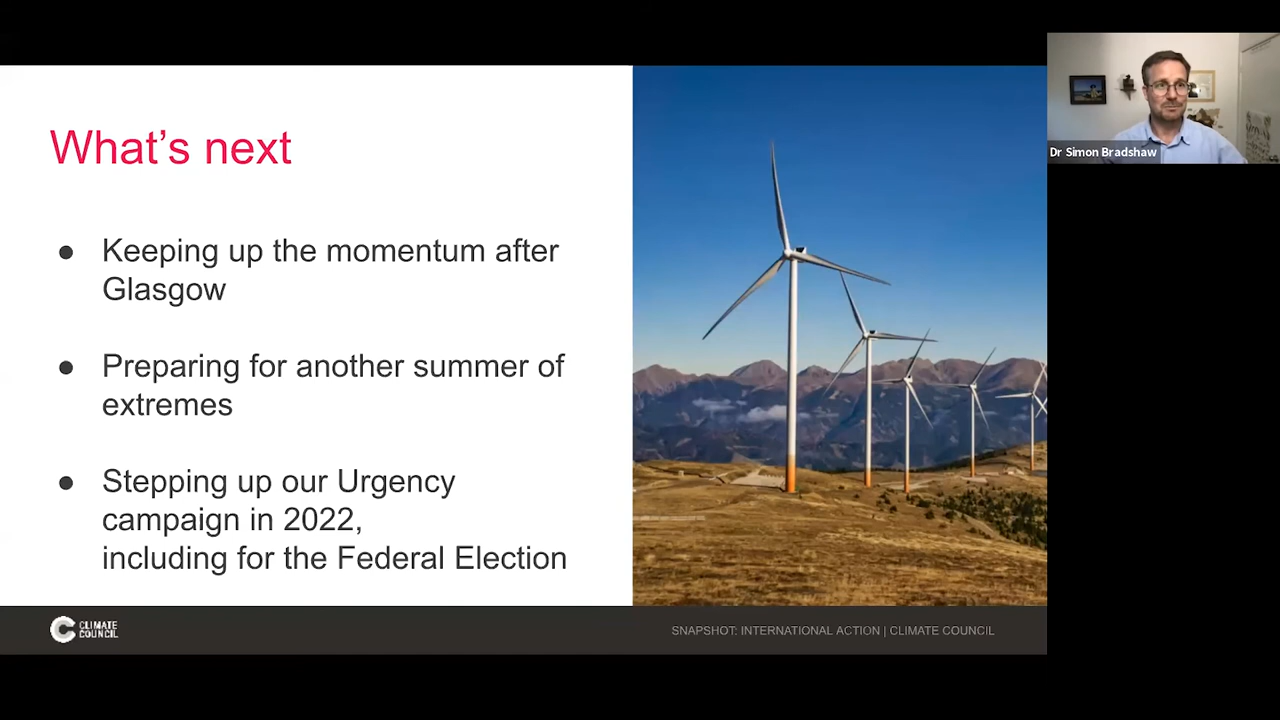 What's next
● Keeping up the momentum after
Glasgow
● Preparing for another summer of
extremes
● Stepping up our Urgency
campaign in 2022,
including for the Federal Election
CLIMATE
COUNCIL
SNAPSHOT: INTERNATIONAL ACTION | CLIMATE COUNCIL
Dr Simon Bradshaw